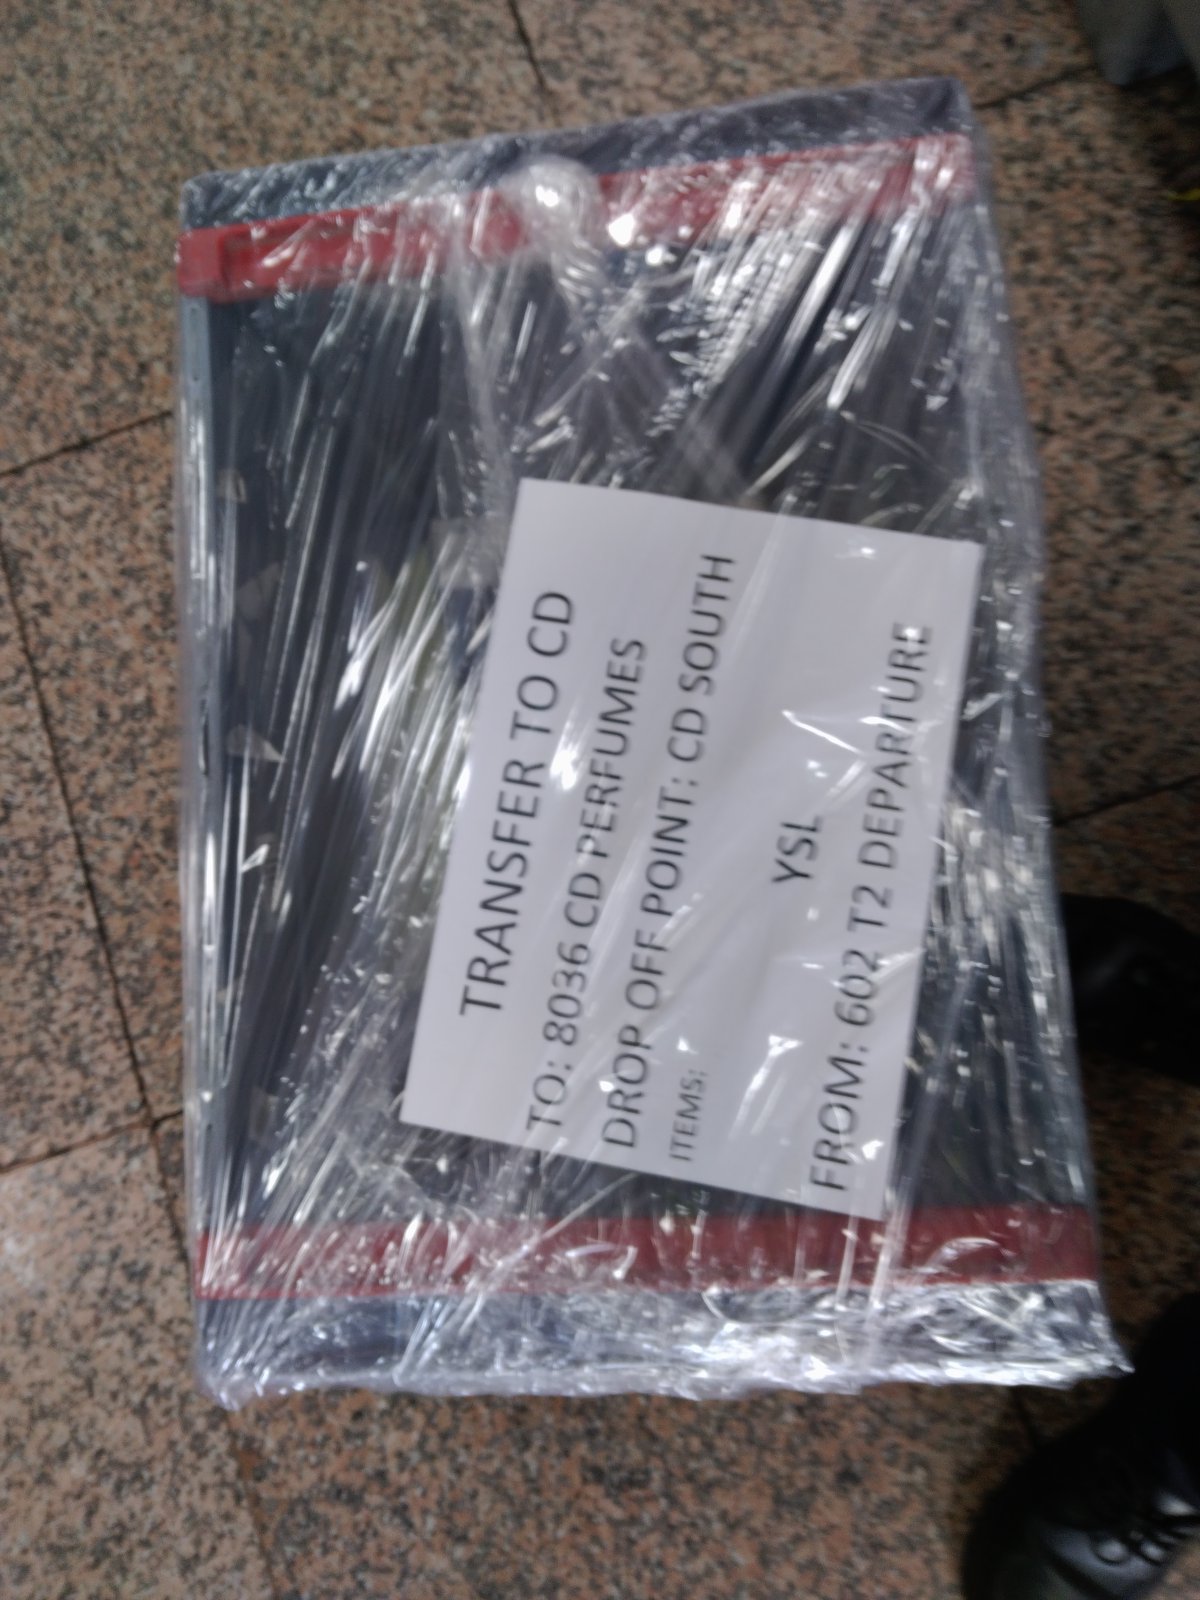 TRANSFER TO CD
TO: 8036 CD PERFUMES
DROP OFF POINT: CD SOUTH
ITEMS:
YSL
FROM: 602 T2 DEPARTURE